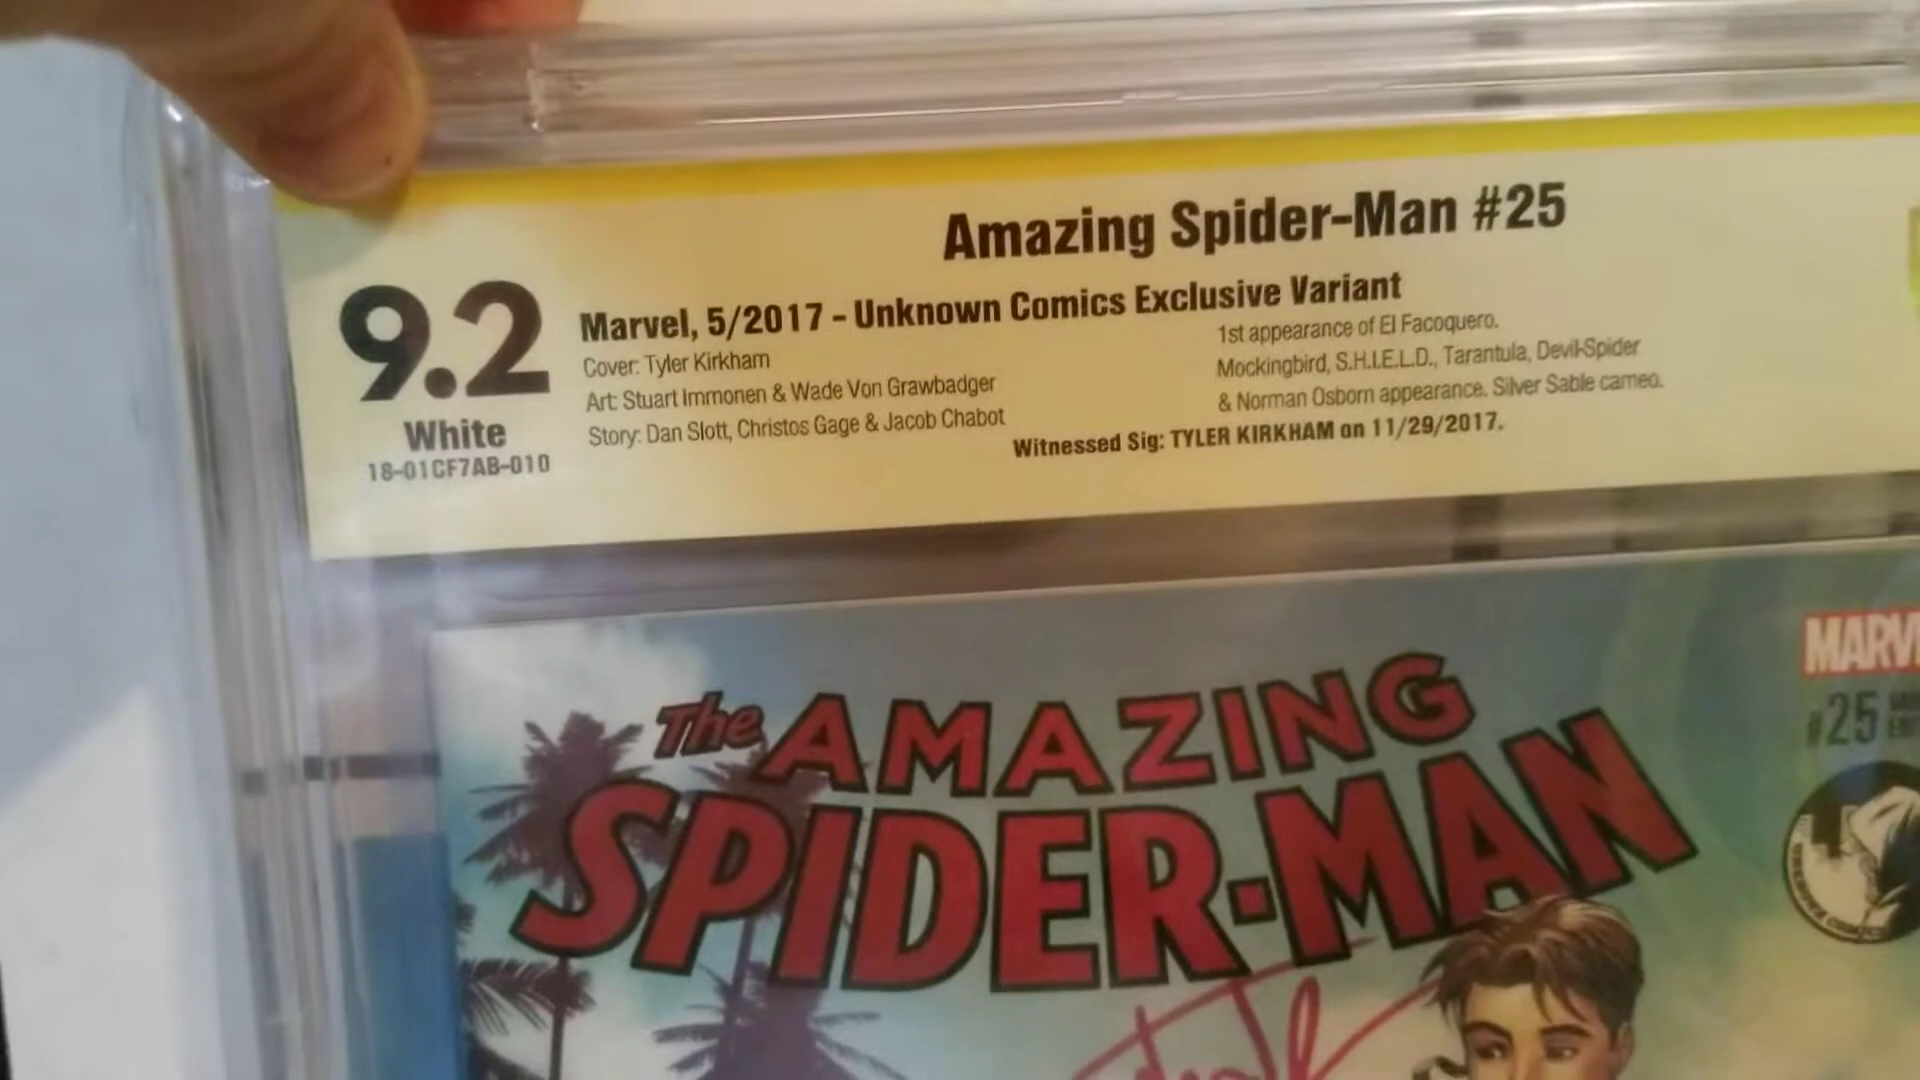 Amazing Spider-Man #25
9.2
White
18-01CF7AB-010
Marvel, 5/2017 - Unknown Comics Exclusive Variant
Cover: Tyler Kirkham
Art: Stuart Immonen & Wade Von Grawbadger
Story: Dan Slott, Christos Gage & Jacob Chabot
1st appearance of El Facoquero.
Mockingbird, S.H.I.E.L.D., Tarantula, Devil-Spider
& Norman Osborn appearance. Silver Sable cameo.
Witnessed Sig: TYLER KIRKHAM on 11/29/2017.
The AMAZING
SPIDER-MAN
MARV
#25